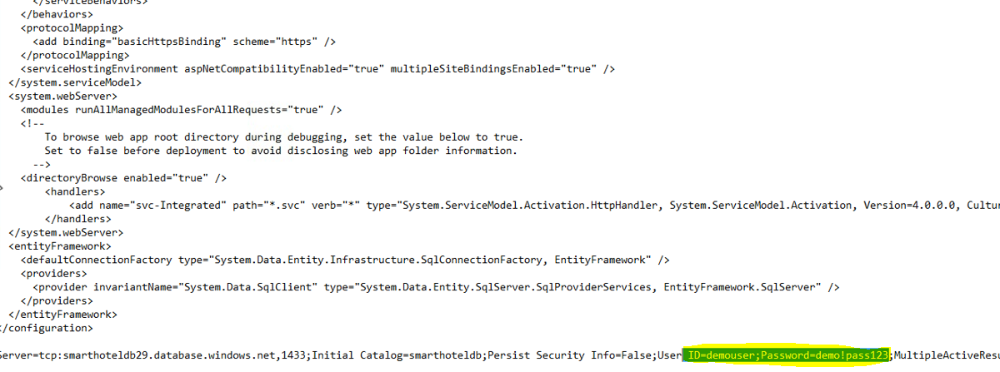 </serviceBehaviors>
</behaviors>
<protocolMapping>
<add binding="basicHttpsBinding" scheme="https" />
</protocolMapping>
<serviceHostingEnvironment aspNetCompatibilityEnabled="true" multipleSiteBindingsEnabled="true" />
</system.serviceModel>
<system.webServer>
<modules runAllManagedModulesForAllRequests="true" />
<!--
To browse web app root directory during debugging, set the value below to true.
Set to false before deployment to avoid disclosing web app folder information.
-->
<directoryBrowse enabled="true" />
<handlers>
<add name="svc-Integrated" path="*.svc" verb="*" type="System.ServiceModel.Activation.HttpHandler, System.ServiceModel.Activation, Version=4.0.0.0, Cultu
</handlers>
</system.webServer>
<entityFramework>
<defaultConnectionFactory type="System.Data.Entity.Infrastructure.SqlConnectionFactory, EntityFramework" />
<providers>
<provider invariantName="System.Data.SqlClient" type="System.Data.Entity.SqlServer.SqlProviderServices, EntityFramework.SqlServer" />
</providers>
</entityFramework>
</configuration>
Server=tcp:smarthoteldb29.database.windows.net,1433;Initial Catalog=smarthoteldb;Persist Security Info=False;User ID=demouser;Password=demo!pass123;MultipleActiveResu